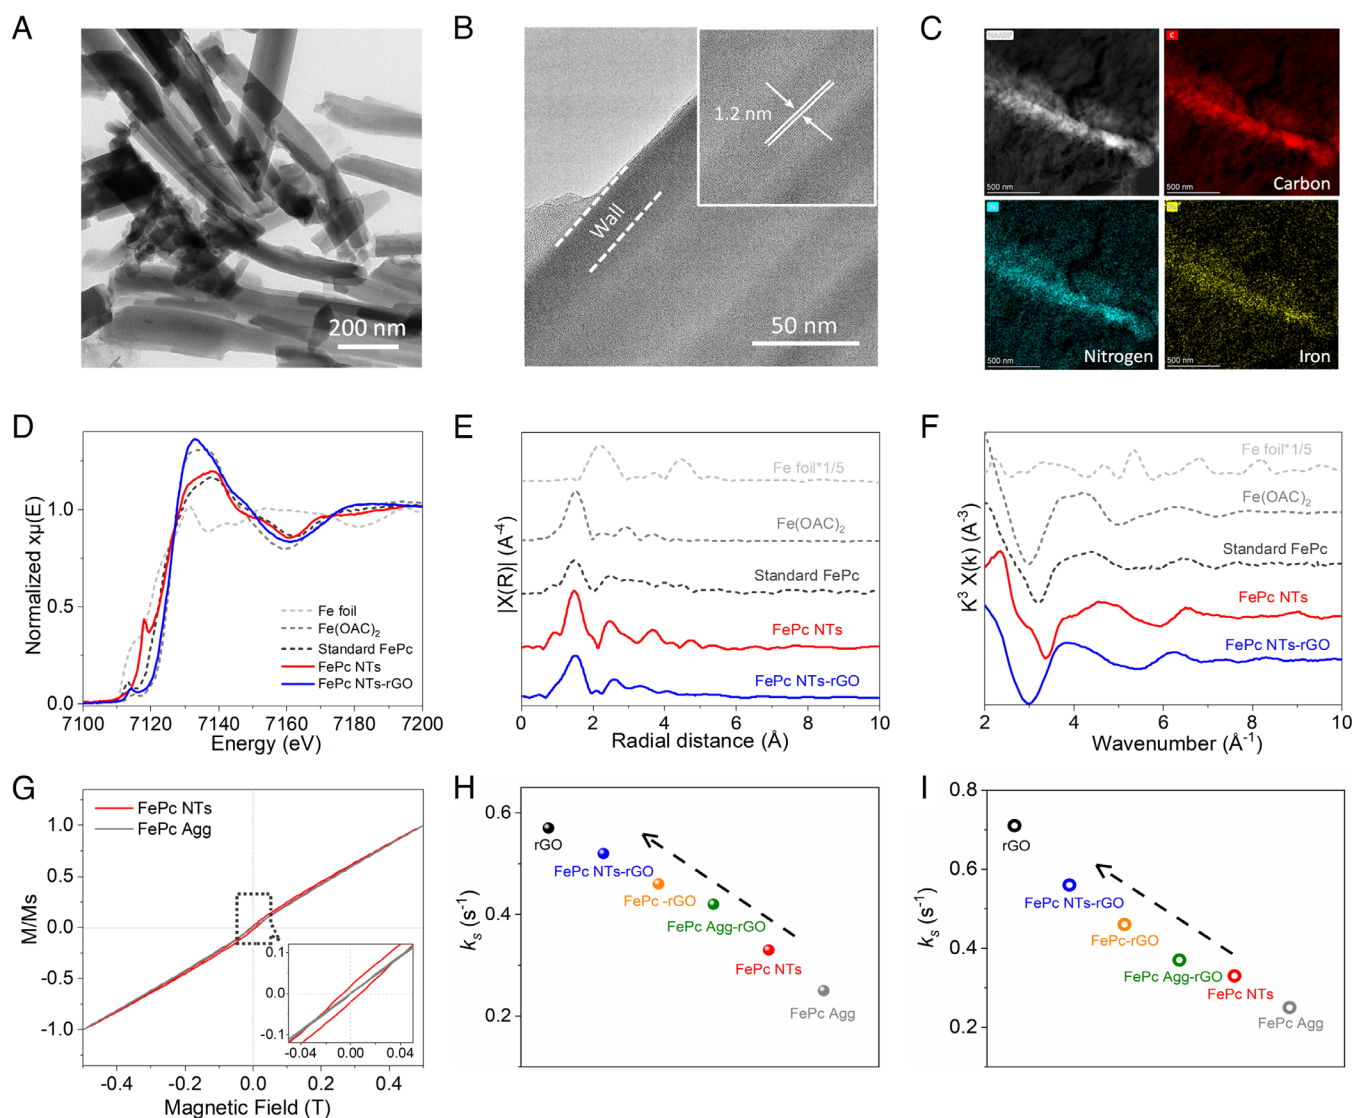 A
200 nm
B
1.2 nm
Wall
50 nm
C
500 nm
C
Carbon
500 nm
N
Nitrogen
500 nm
Iron
500 nm
D
Normalized xμ(E)
1.0
0.5
0.0
Fe foil
Fe(OAC)₂
Standard FePc
FePc NTs
FePc NTs-rGO
7100 7120 7140 7160 7180 7200
Energy (eV)
E
|X(R)| (A⁻⁴)
Fe foil*1/5
Fe(OAC)₂
Standard FePc
FePc NTs
FePc NTs-rGO
0 2 4 6 8 10
Radial distance (Å)
F
K³ X(k) (A⁻³)
Fe foil*1/5
Fe(OAC)₂
Standard FePc
FePc NTs
FePc NTs-rGO
2 4 6 8 10
Wavenumber (Å⁻¹)
G
M/Ms
FePc NTs
FePc Agg
1.0
0.5
0.0
-0.5
-1.0
0.1
0.0
-0.1
-0.04 0.00 0.04
-0.4 -0.2 0.0 0.2 0.4
Magnetic Field (T)
H
kₛ (s⁻¹)
0.6
0.4
0.2
rGO
FePc NTs-rGO
FePc -rGO
FePc Agg-rGO
FePc NTs
FePc Agg
I
kₛ (s⁻¹)
0.8
0.6
0.4
0.2
rGO
FePc NTs-rGO
FePc-rGO
FePc Agg-rGO
FePc NTs
FePc Agg